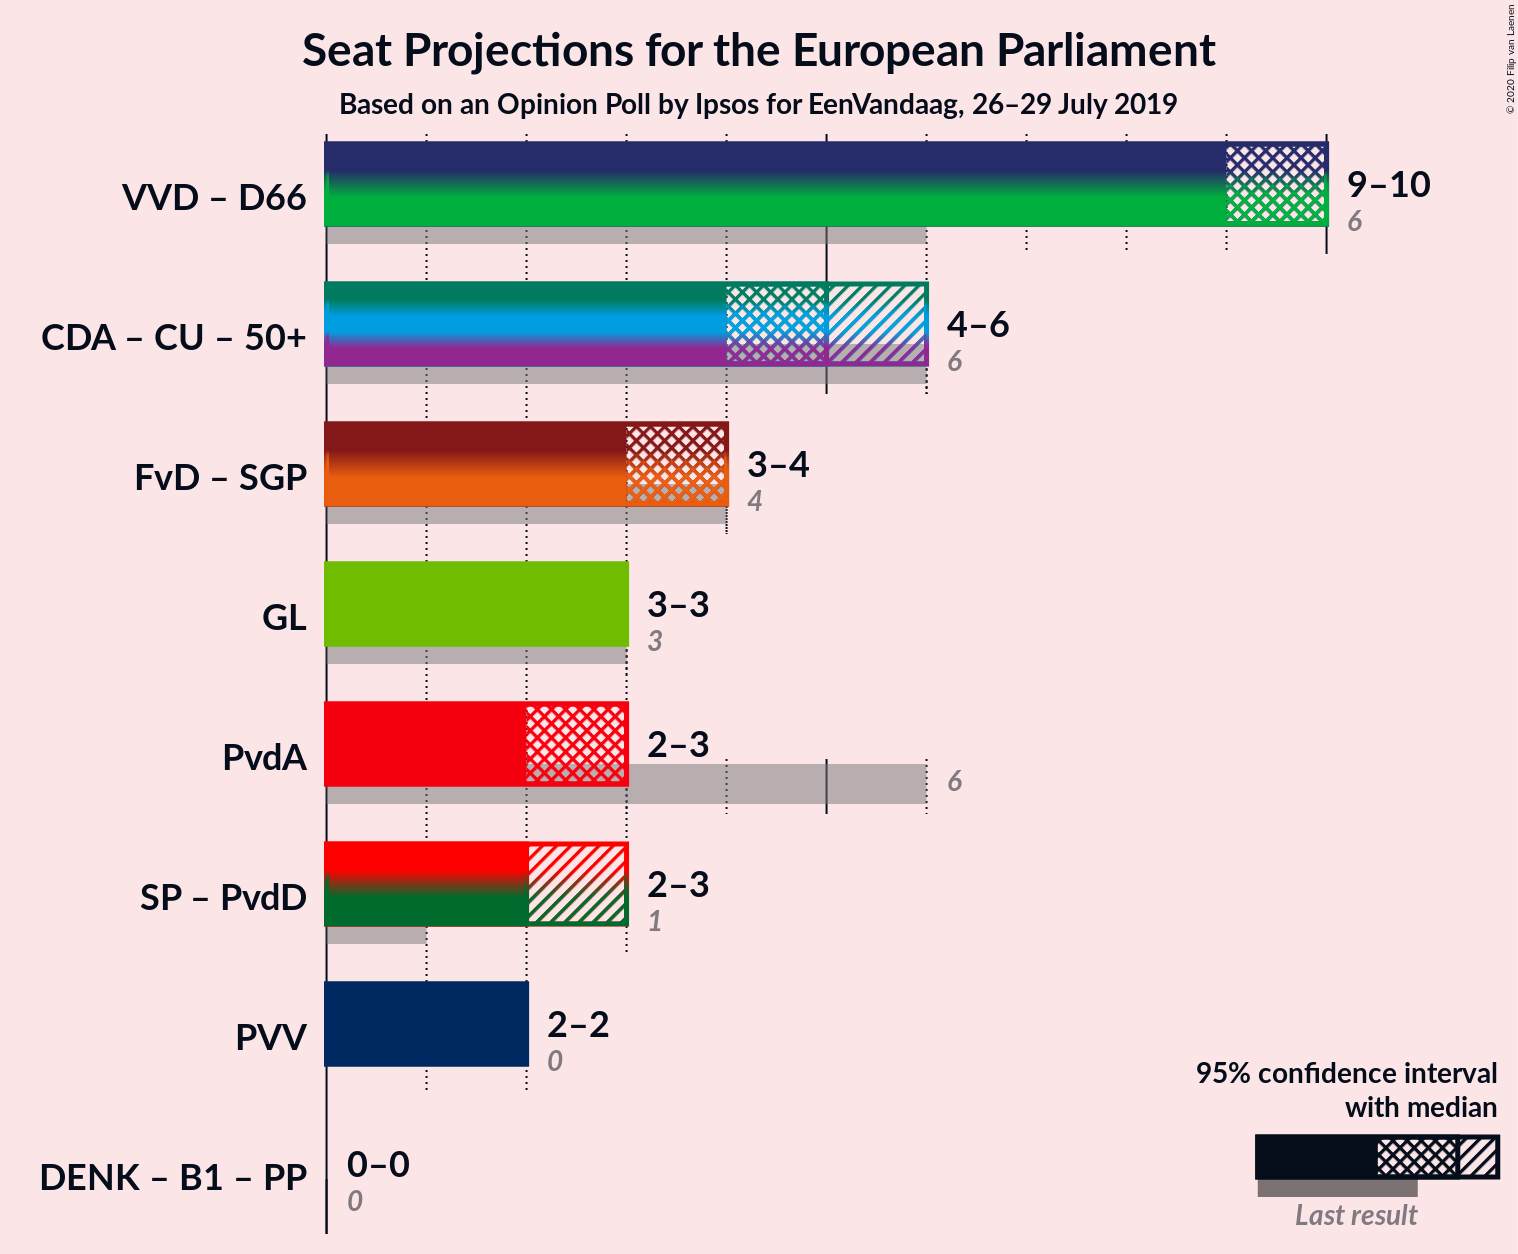 Seat Projections for the European Parliament
Based on an Opinion Poll by Ipsos for EenVandaag, 26–29 July 2019
© 2020 Filip van Laenen
VVD – D66
9–10
6
CDA – CU – 50+
4–6
6
FvD – SGP
3–4
4
GL
3–3
3
PvdA
2–3
6
SP – PvdD
2–3
1
PVV
2–2
0
DENK – B1 – PP
0–0
0
95% confidence interval
with median
Last result